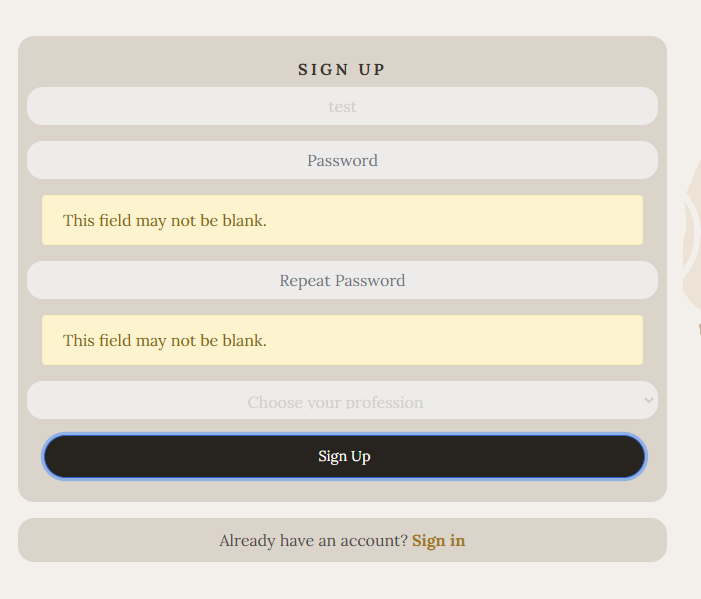 SIGN UP
test
Password
This field may not be blank.
Repeat Password
This field may not be blank.
Choose your profession
Sign Up
Already have an account? Sign in